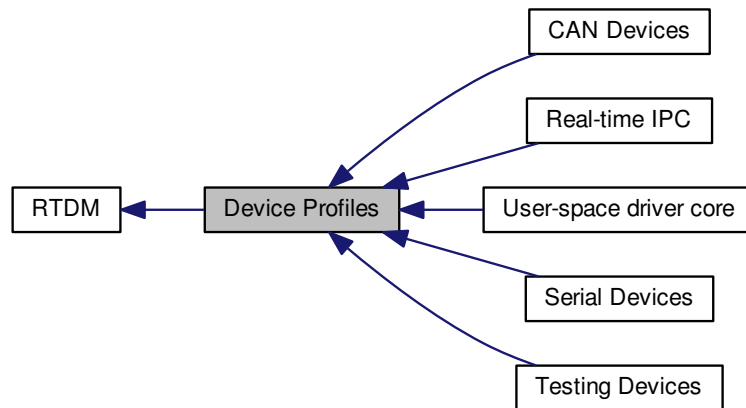 CAN Devices
Real-time IPC
RTDM
Device Profiles
User-space driver core
Serial Devices
Testing Devices